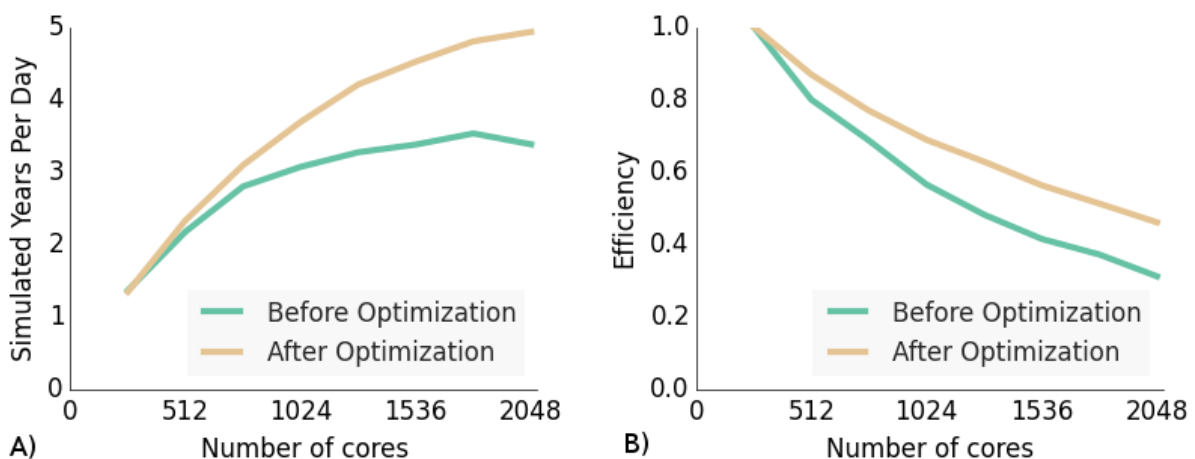 5
4
3
2
1
0
Simulated Years Per Day
Before Optimization
After Optimization
0 512 1024 1536 2048
Number of cores
A)
1.0
0.8
0.6
0.4
0.2
0.0
Efficiency
Before Optimization
After Optimization
0 512 1024 1536 2048
Number of cores
B)